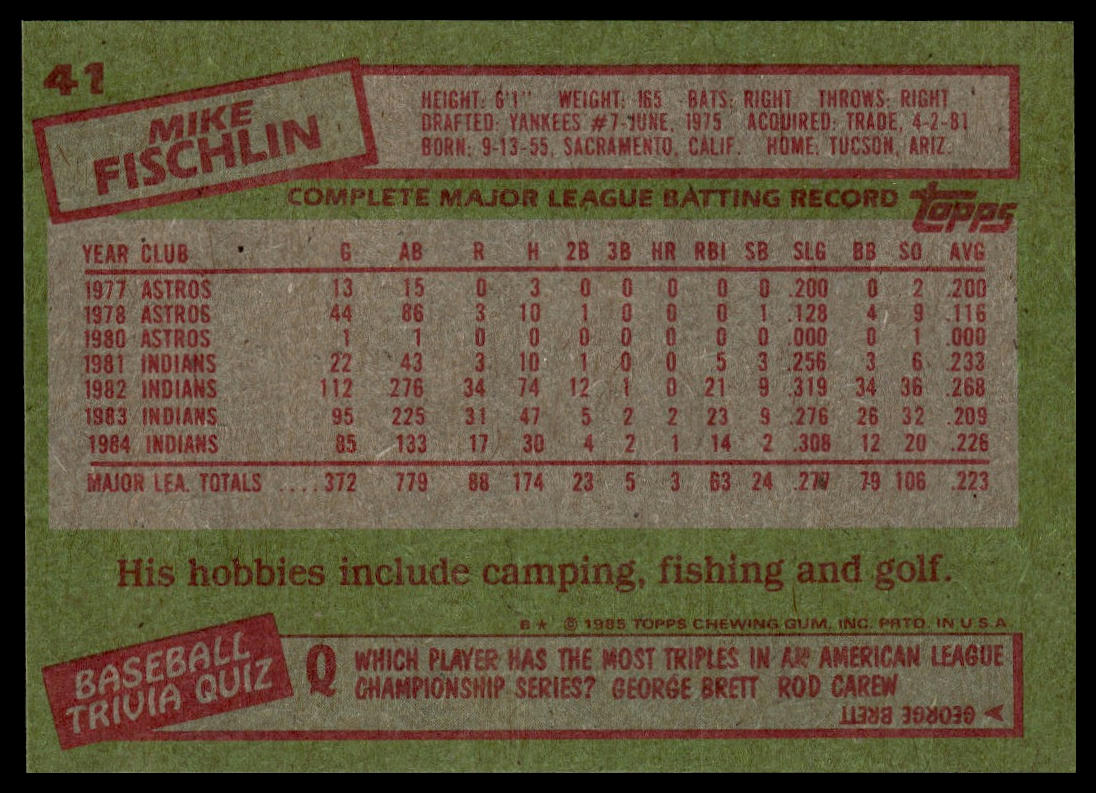 41
MIKE
FISCHLIN
HEIGHT: 6'1" WEIGHT: 165 BATS: RIGHT THROWS: RIGHT
DRAFTED: YANKEES #7-JUNE, 1975 ACQUIRED: TRADE, 4-2-81
BORN: 9-13-55, SACRAMENTO, CALIF. HOME: TUCSON, ARIZ.
COMPLETE MAJOR LEAGUE BATTING RECORD
topps
YEAR CLUB G AB R H 2B 3B HR RBI SB SLG BB SO AVG
1977 ASTROS 13 15 0 3 0 0 0 0 0 .200 0 2 .200
1978 ASTROS 44 86 3 10 1 0 0 0 1 .128 4 9 .116
1980 ASTROS 1 1 0 0 0 0 0 0 0 .000 0 1 .000
1981 INDIANS 22 43 3 10 1 0 0 5 3 .256 3 6 .233
1982 INDIANS 112 276 34 74 12 1 0 21 9 .319 34 36 .268
1983 INDIANS 95 225 31 47 5 2 2 23 9 .276 26 32 .209
1984 INDIANS 85 133 17 30 4 2 1 14 2 .308 12 20 .226
MAJOR LEA. TOTALS ....372 779 88 174 23 5 3 63 24 .277 79 106 .223
His hobbies include camping, fishing and golf.
B ★ © 1985 TOPPS CHEWING GUM, INC. PRTD. IN U.S.A.
BASEBALL
TRIVIA QUIZ
Q WHICH PLAYER HAS THE MOST TRIPLES IN AN AMERICAN LEAGUE
CHAMPIONSHIP SERIES? GEORGE BRETT ROD CAREW
A GEORGE BRETT